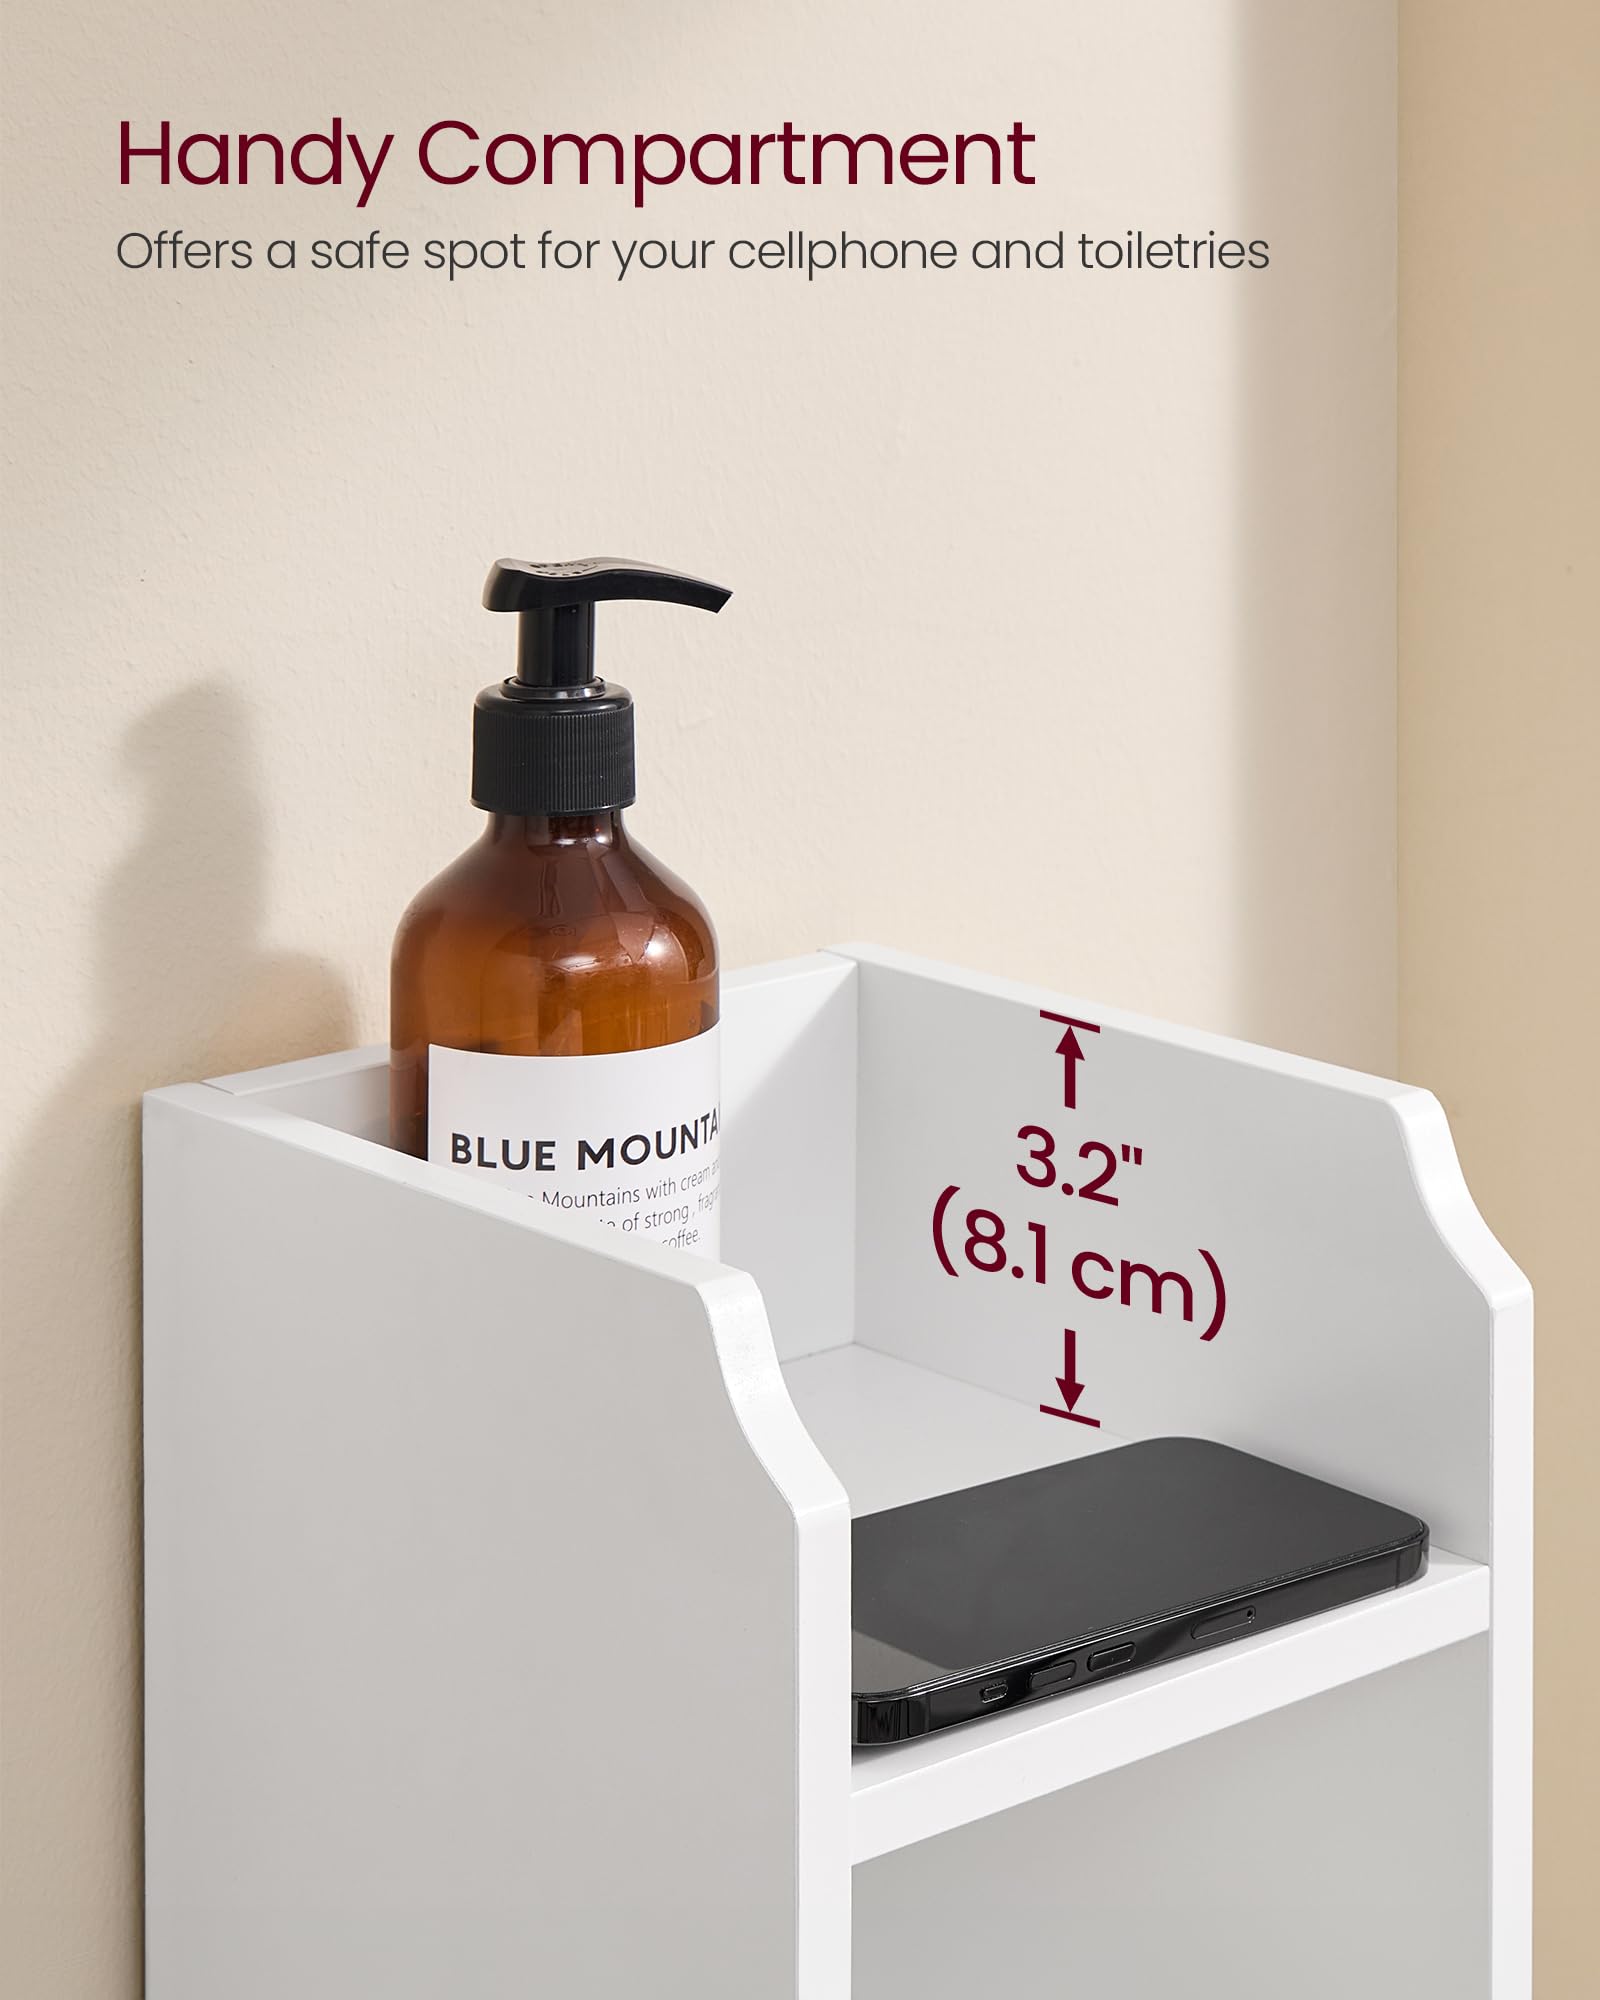 Handy Compartment
Offers a safe spot for your cellphone and toiletries
BLUE MOUNTA
Mountains with cream
of strong, frag
coffee.
3.2"
(8.1 cm)